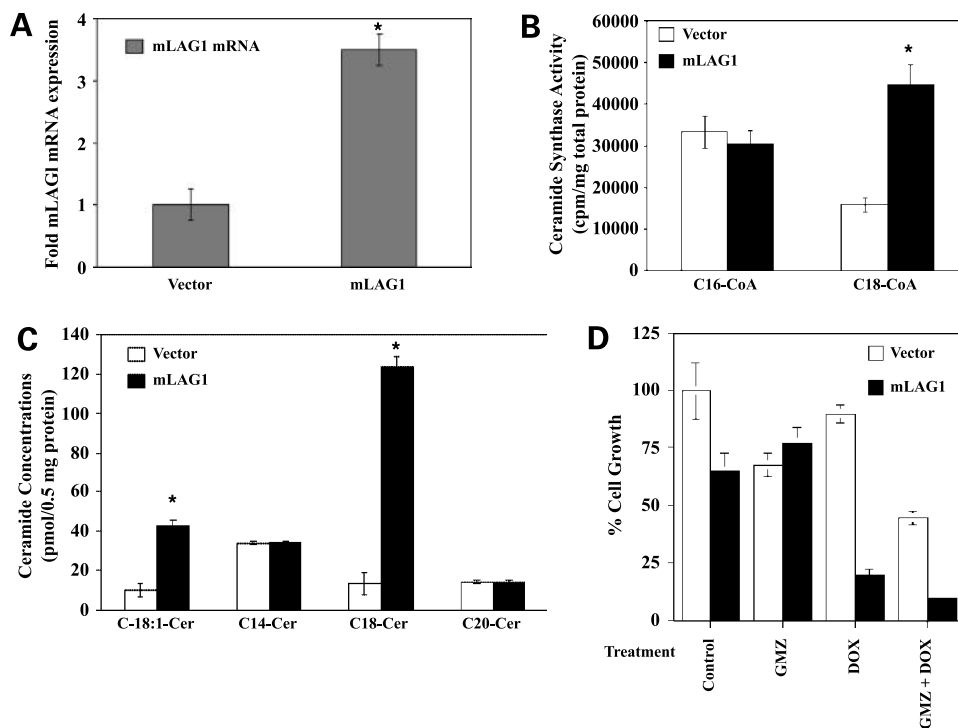 A
Fold mLAGl mRNA expression
4
3
2
1
0
mLAG1 mRNA
*
Vector
mLAG1
B
Ceramide Synthase Activity
(cpm/mg total protein)
60000
50000
40000
30000
20000
10000
0
Vector
mLAG1
*
C16-CoA
C18-CoA
C
Ceramide Concentrations
(pmol/0.5 mg protein)
140
120
100
80
60
40
20
0
Vector
mLAG1
*
*
C-18:1-Cer
C14-Cer
C18-Cer
C20-Cer
D
% Cell Growth
125
100
75
50
25
0
Vector
mLAG1
Treatment
Control
GMZ
DOX
GMZ + DOX